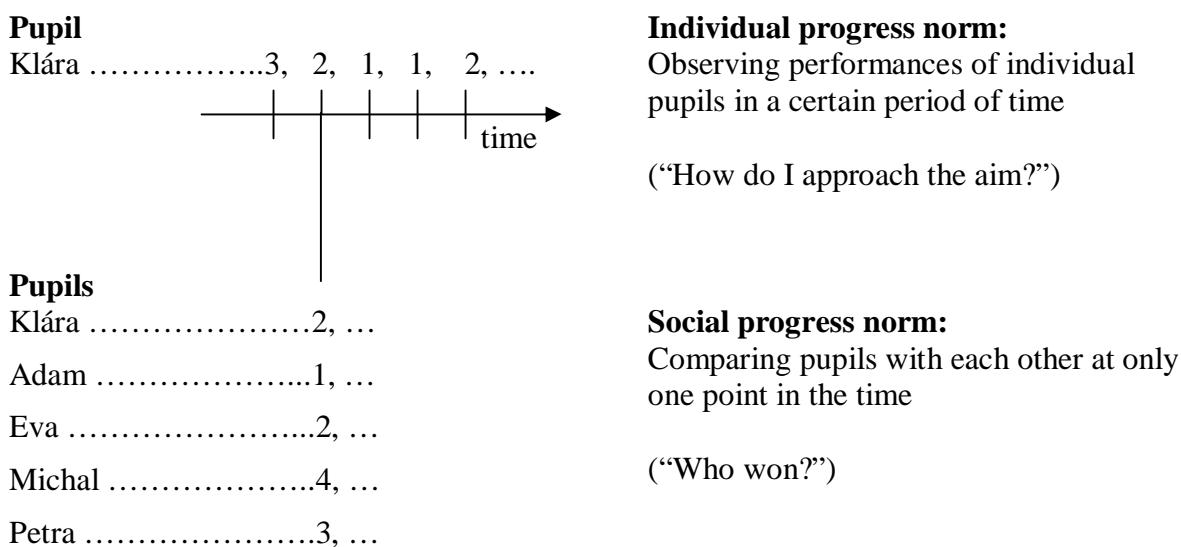 Pupil
Klára ……………..3, 2, 1, 1, 2, ….
time
Individual progress norm:
Observing performances of individual
pupils in a certain period of time
(“How do I approach the aim?”)
Pupils
Klára …………………2, …
Adam ………………...1, …
Eva …………………...2, …
Michal ………………..4, …
Petra ………………….3, …
Social progress norm:
Comparing pupils with each other at only
one point in the time
(“Who won?”)